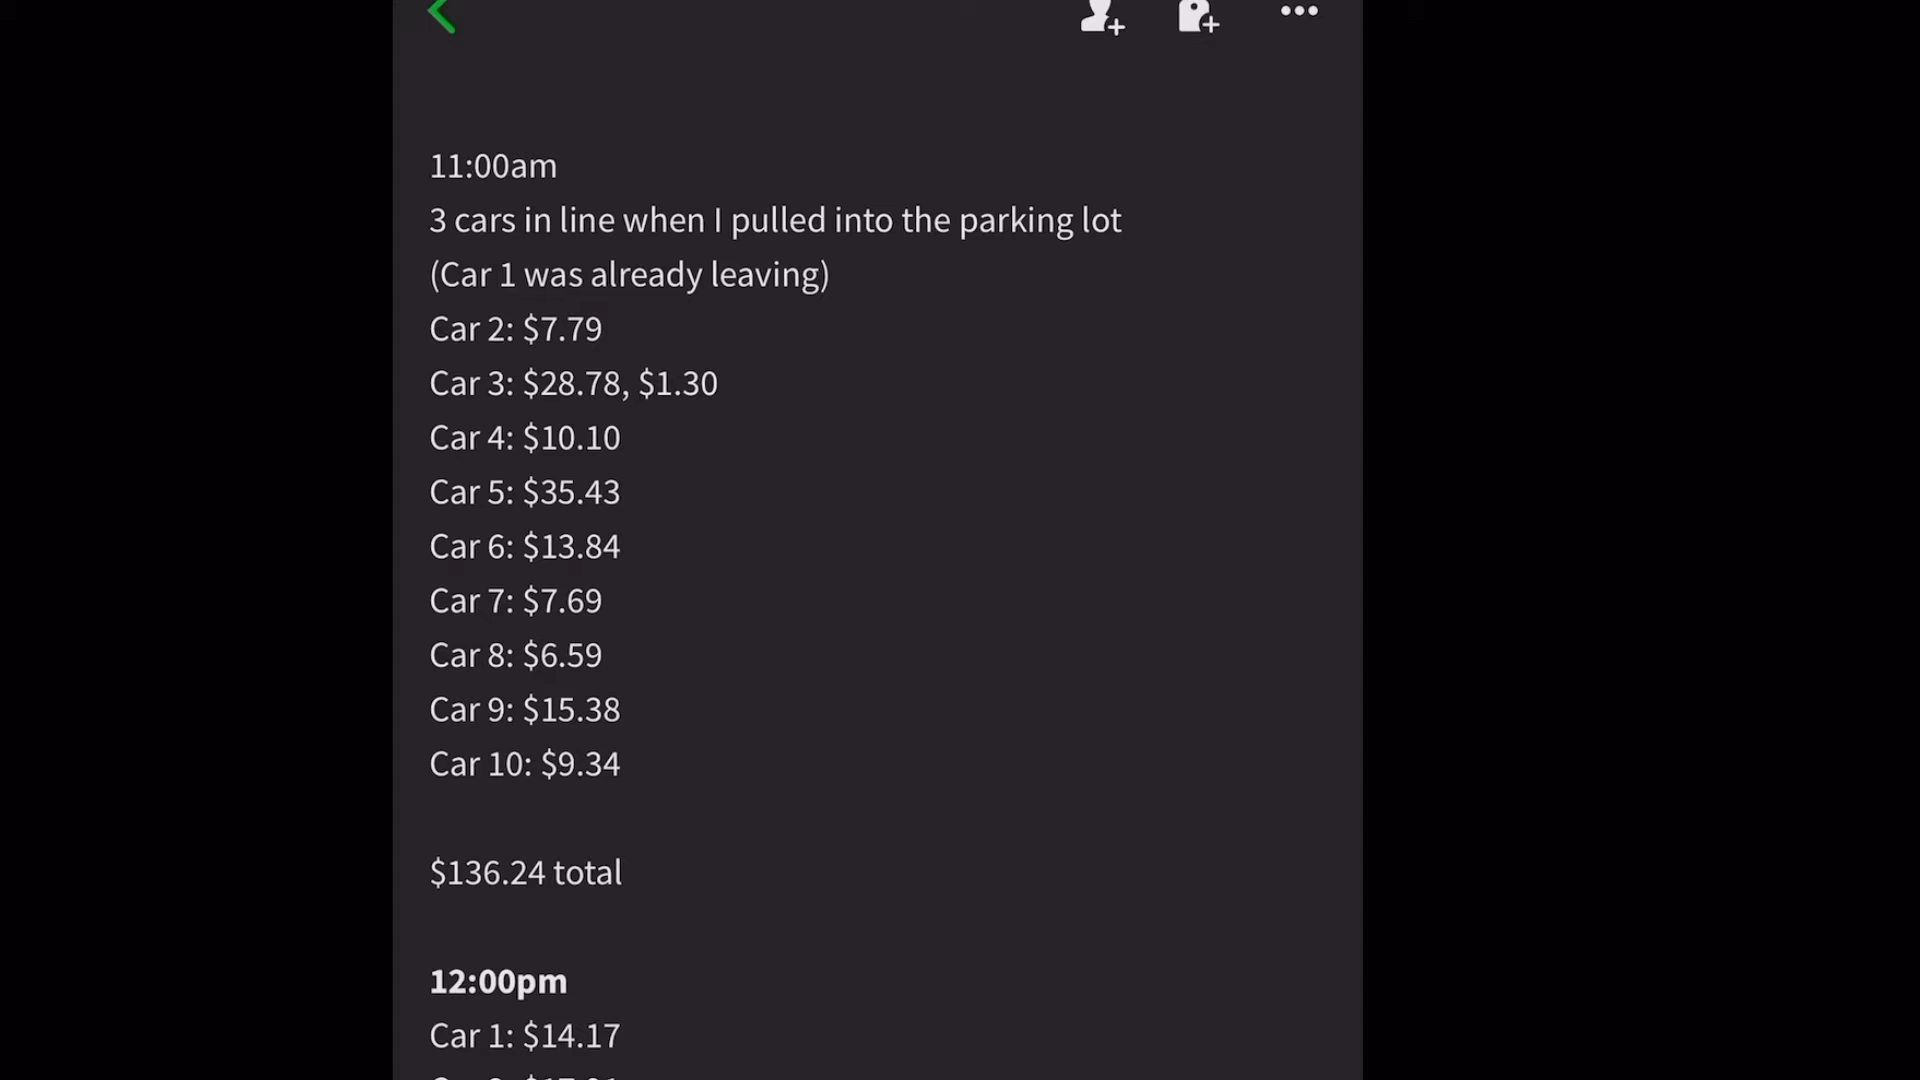 11:00am
3 cars in line when I pulled into the parking lot
(Car 1 was already leaving)
Car 2: $7.79
Car 3: $28.78, $1.30
Car 4: $10.10
Car 5: $35.43
Car 6: $13.84
Car 7: $7.69
Car 8: $6.59
Car 9: $15.38
Car 10: $9.34
$136.24 total
12:00pm
Car 1: $14.17